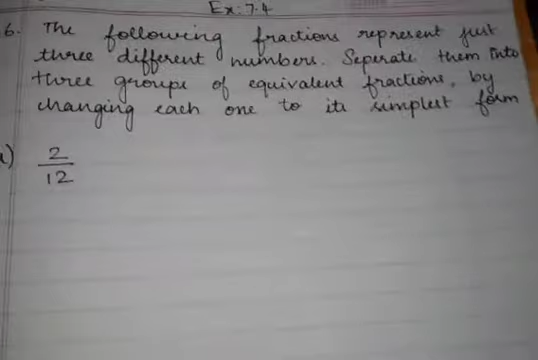 Ex:7.4
6. The following fractions represent just
three different numbers. Seperate them into
three groups of equivalent fractions, by
changing each one to its simplest form
a) 2
12